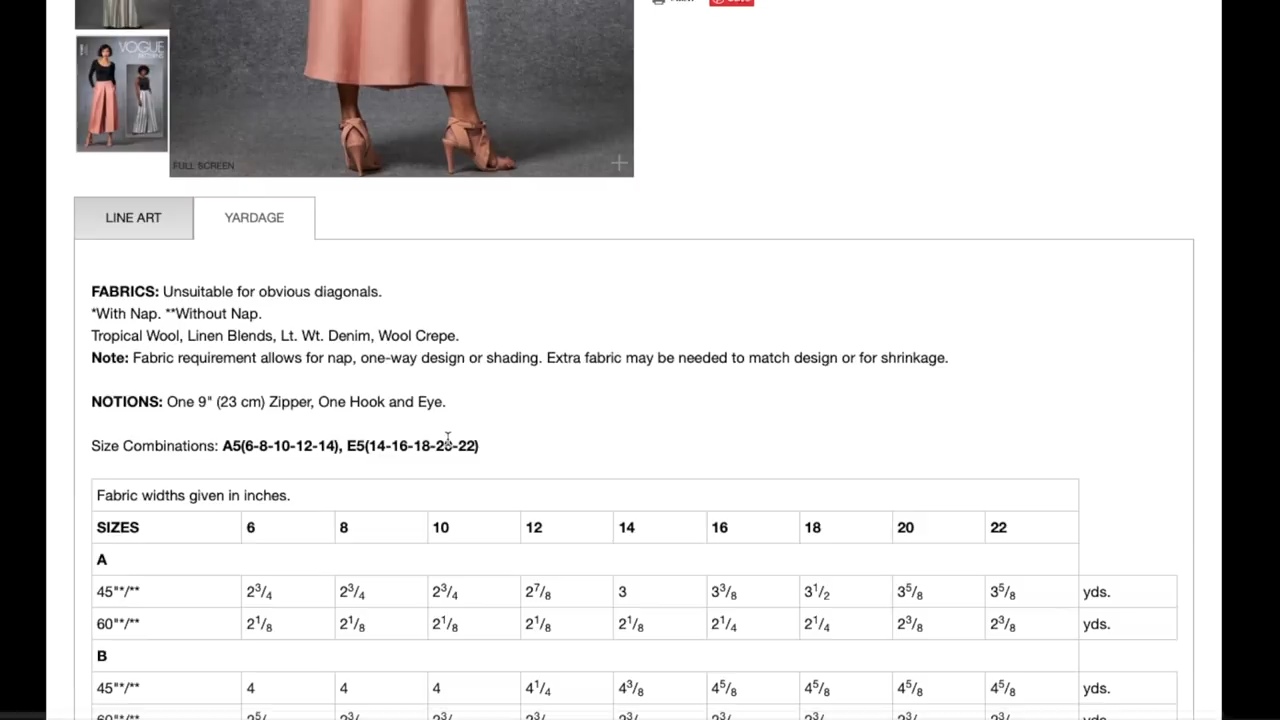 VOGUE
PATTERNS
FULL SCREEN
LINE ART YARDAGE
FABRICS: Unsuitable for obvious diagonals.
*With Nap. **Without Nap.
Tropical Wool, Linen Blends, Lt. Wt. Denim, Wool Crepe.
Note: Fabric requirement allows for nap, one-way design or shading. Extra fabric may be needed to match design or for shrinkage.
NOTIONS: One 9" (23 cm) Zipper, One Hook and Eye.
Size Combinations: A5(6-8-10-12-14), E5(14-16-18-20-22)
Fabric widths given in inches.
SIZES 6 8 10 12 14 16 18 20 22
A
45"*/** 2 3/4 2 3/4 2 3/4 2 7/8 3 3 3/8 3 1/2 3 5/8 3 5/8 yds.
60"*/** 2 1/8 2 1/8 2 1/8 2 1/8 2 1/8 2 1/4 2 1/4 2 3/8 2 3/8 yds.
B
45"*/** 4 4 4 4 1/4 4 3/8 4 5/8 4 5/8 4 5/8 4 5/8 yds.